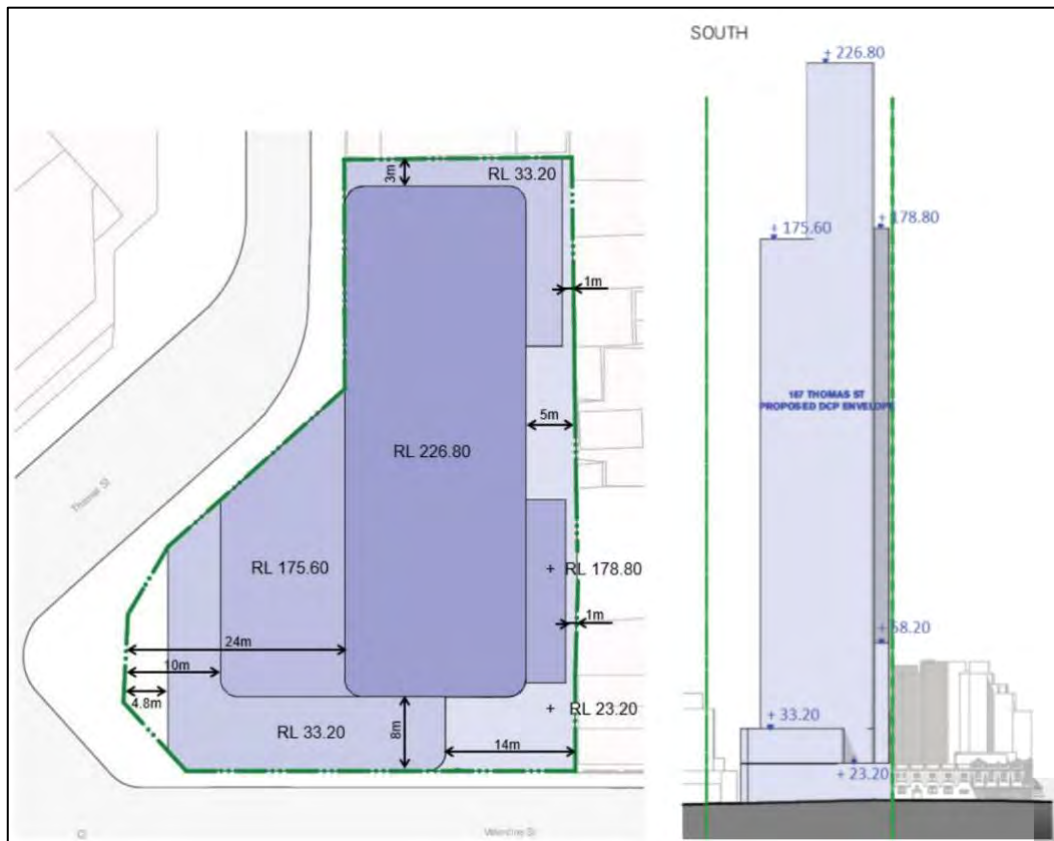 SOUTH
+ 226.80
3m
RL 33.20
+ 175.60
+ 178.80
1m
187 THOMAS ST
PROPOSED DCP ENVELOPE
5m
RL 226.80
Thomas St
RL 175.60
+ RL 178.80
1m
24m
+ 58.20
10m
4.8m
+ RL 23.20
+ 33.20
RL 33.20
8m
14m
+ 23.20
Valentine St